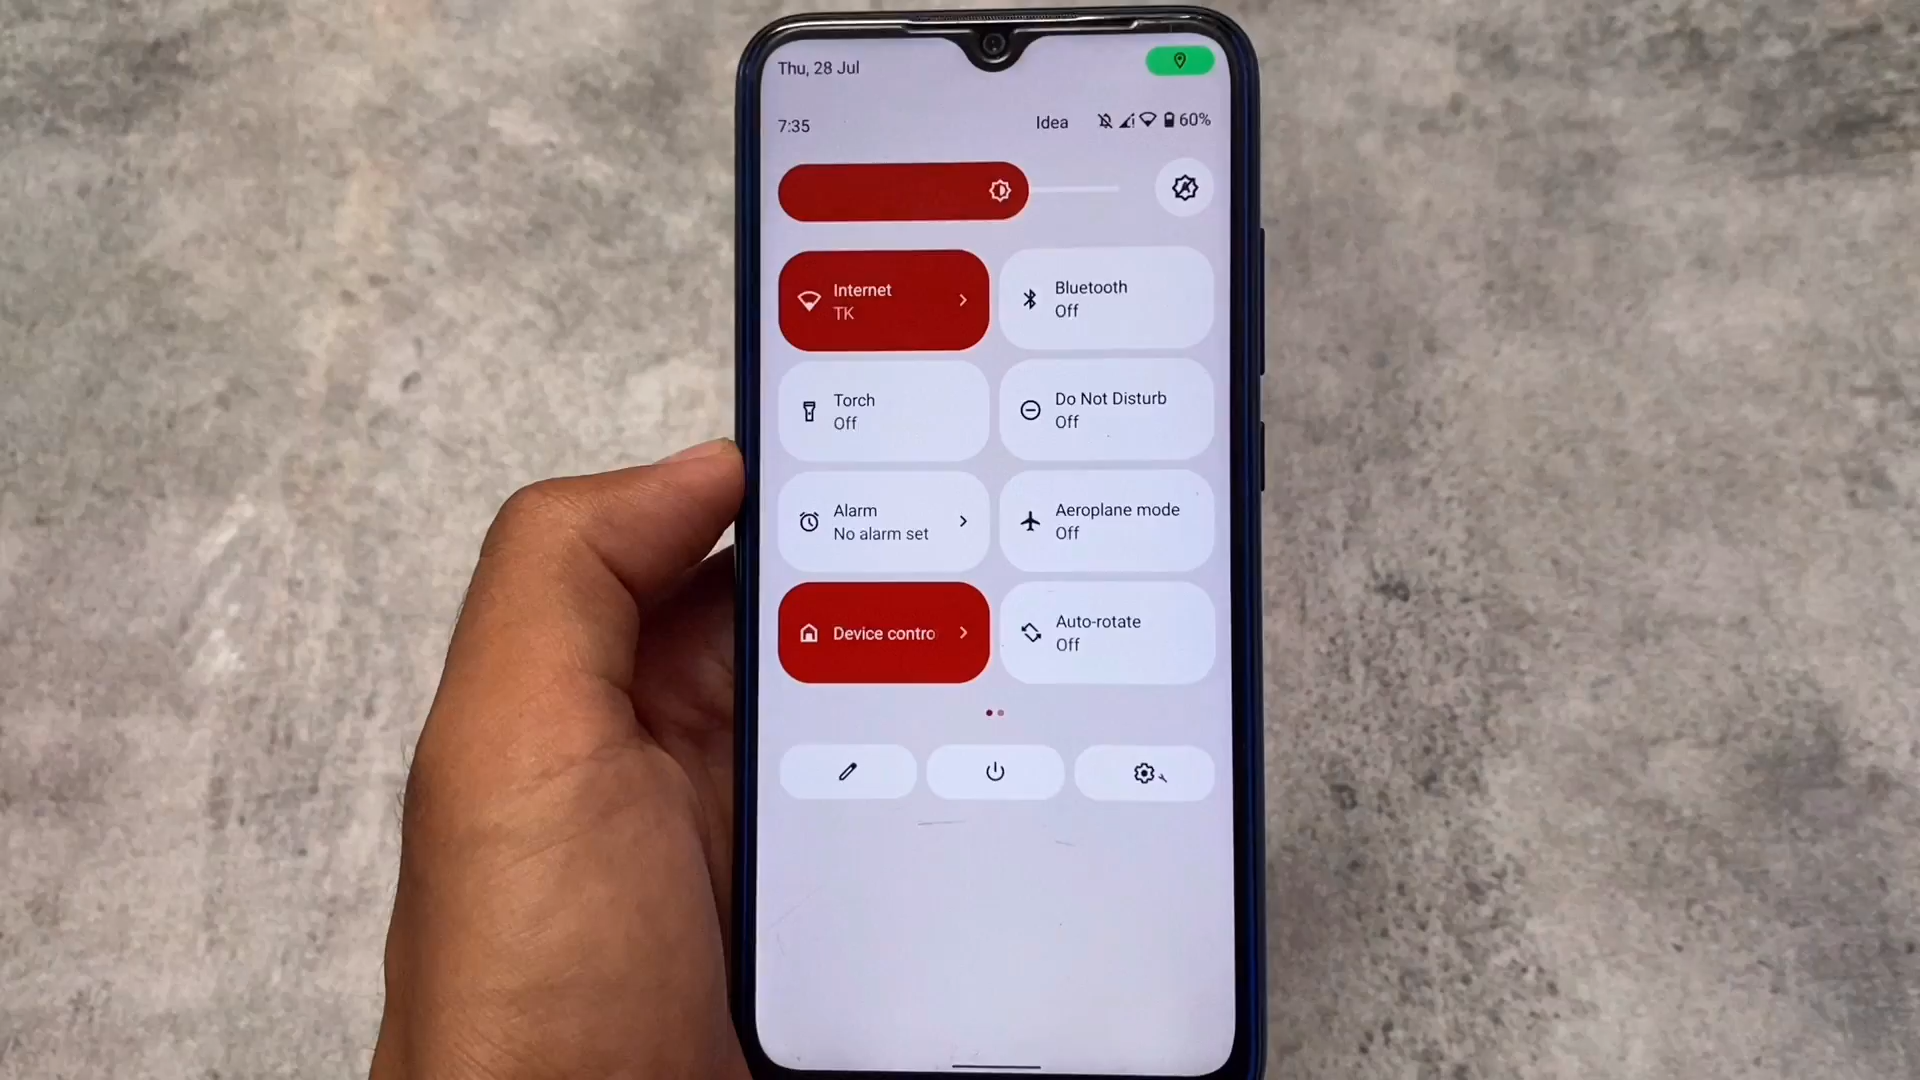 Thu, 28 Jul
7:35
Idea
60%
Internet
TK
Bluetooth
Off
Torch
Off
Do Not Disturb
Off
Alarm
No alarm set
Aeroplane mode
Off
Device contro
Auto-rotate
Off